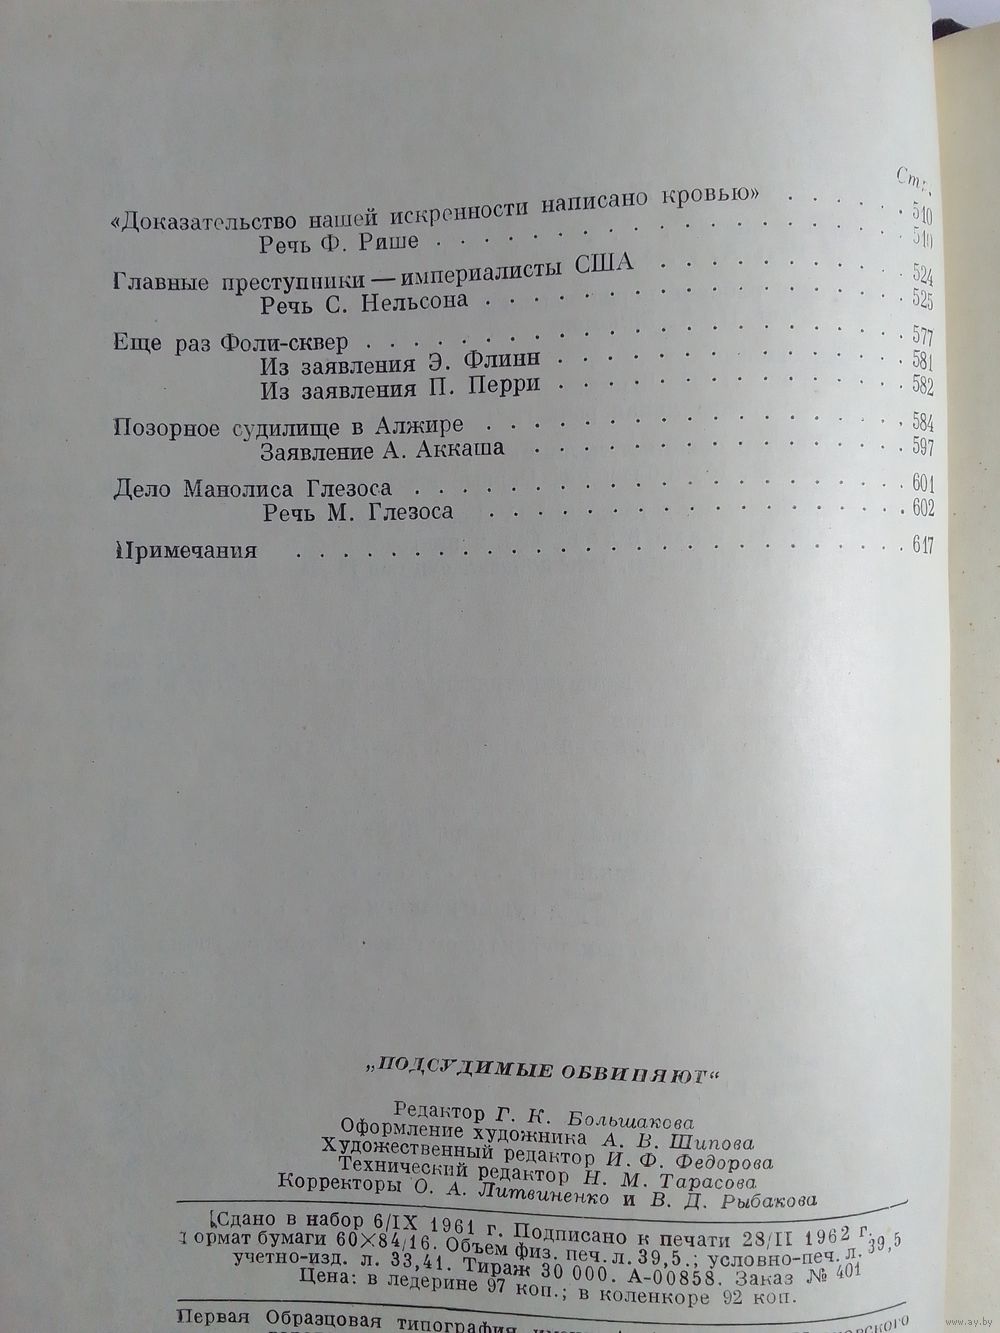 Стр.
«Доказательство нашей искренности написано кровью» . . . . . . 510
Речь Ф. Рише . . . . . . . . . . . . . . . . 510
Главные преступники — империалисты США . . . . . . . . . 524
Речь С. Нельсона . . . . . . . . . . . . . . . 525
Еще раз Фоли-сквер . . . . . . . . . . . . . . . . . . 577
Из заявления Э. Флинн . . . . . . . . . . . . . 581
Из заявления П. Перри . . . . . . . . . . . . . 582
Позорное судилище в Алжире . . . . . . . . . . . . . . . 584
Заявление А. Аккаша . . . . . . . . . . . . . . 597
Дело Манолиса Глезоса . . . . . . . . . . . . . . . . . 601
Речь М. Глезоса . . . . . . . . . . . . . . . 602
Примечания . . . . . . . . . . . . . . . . . . . . 617
„ПОДСУДИМЫЕ ОБВИНЯЮТ“
Редактор Г. К. Большакова
Оформление художника А. В. Шипова
Художественный редактор И. Ф. Федорова
Технический редактор Н. М. Тарасова
Корректоры О. А. Литвиненко и В. Д. Рыбакова
Сдано в набор 6/IX 1961 г. Подписано к печати 28/II 1962 г.
Формат бумаги 60×84/16. Объем физ. печ. л. 39,5.; условно-печ. л. 39,5
учетно-изд. л. 33,41. Тираж 30 000. А-00858. Заказ № 401
Цена: в ледерине 97 коп.; в коленкоре 92 коп.
Первая Образцовая типография
www.ay.by